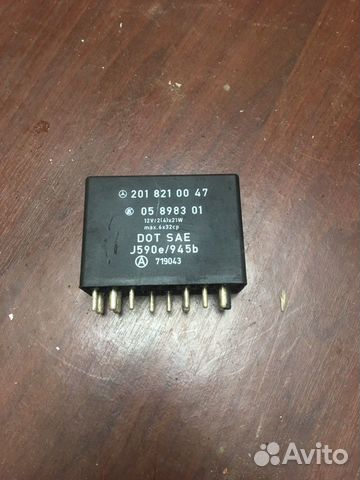 201 821 00 47
05 8983 01
12V/2(4)x21W
max.6x32cp
DOT SAE
J590e/945b
A 719043
Avito